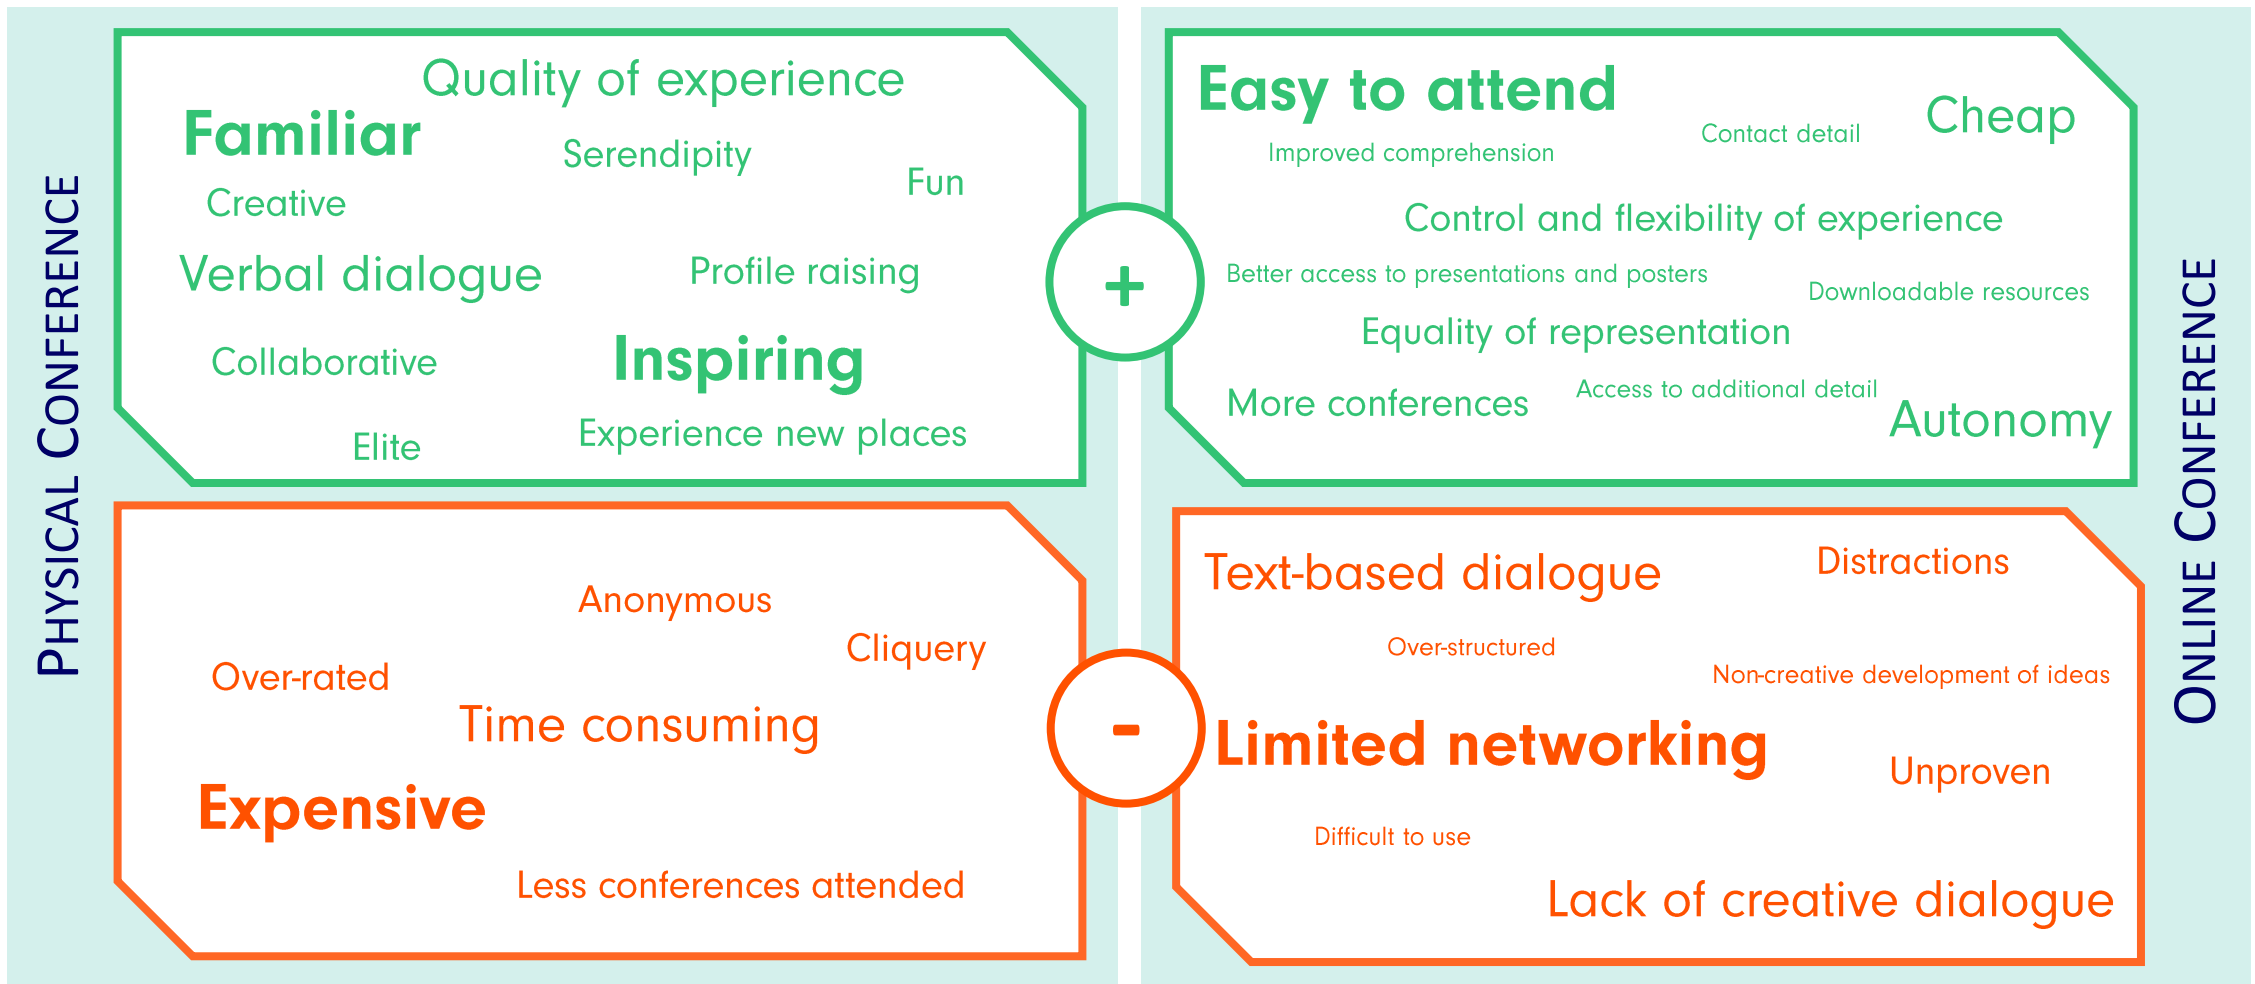 PHYSICAL CONFERENCE
Quality of experience
Familiar
Serendipity
Fun
Creative
Verbal dialogue
Profile raising
Inspiring
Collaborative
Experience new places
Elite
+
Easy to attend
Cheap
Contact detail
Improved comprehension
Control and flexibility of experience
Better access to presentations and posters
Downloadable resources
Equality of representation
Access to additional detail
More conferences
Autonomy
ONLINE CONFERENCE
Anonymous
Cliquery
Over-rated
Time consuming
Expensive
Less conferences attended
-
Text-based dialogue
Distractions
Over-structured
Non-creative development of ideas
Limited networking
Unproven
Difficult to use
Lack of creative dialogue